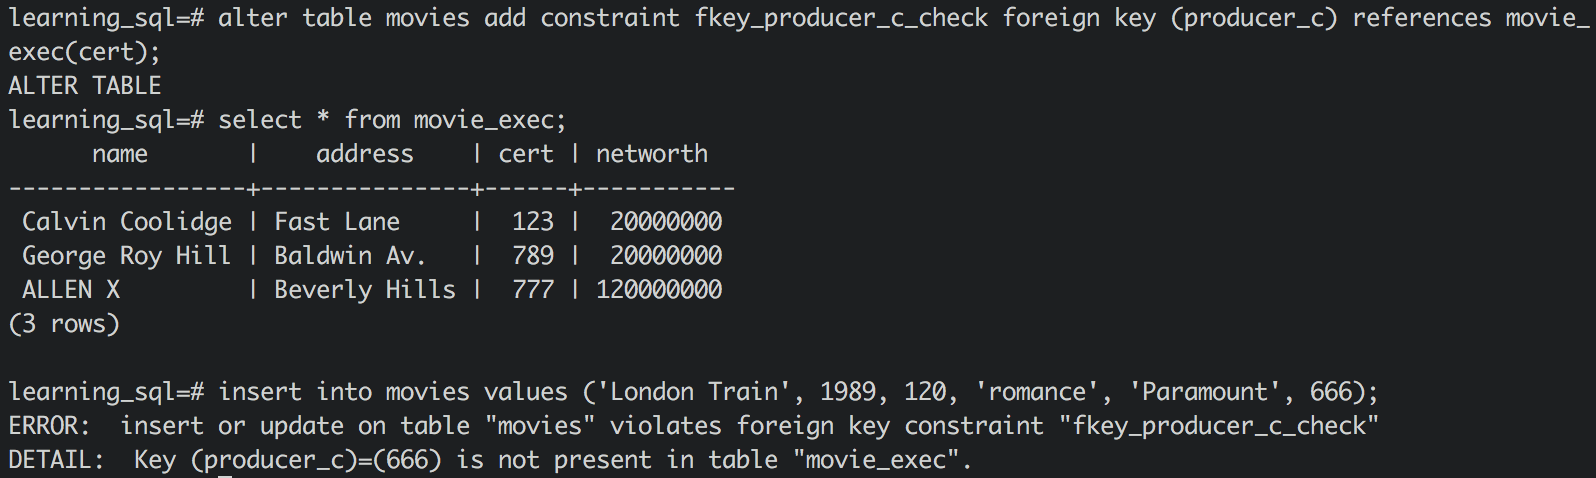 learning_sql=# alter table movies add constraint fkey_producer_c_check foreign key (producer_c) references movie_
exec(cert);
ALTER TABLE
learning_sql=# select * from movie_exec;
      name       |    address    | cert | networth
-----------------+---------------+------+-----------
 Calvin Coolidge | Fast Lane     |  123 |  20000000
 George Roy Hill | Baldwin Av.   |  789 |  20000000
 ALLEN X         | Beverly Hills |  777 | 120000000
(3 rows)

learning_sql=# insert into movies values ('London Train', 1989, 120, 'romance', 'Paramount', 666);
ERROR:  insert or update on table "movies" violates foreign key constraint "fkey_producer_c_check"
DETAIL:  Key (producer_c)=(666) is not present in table "movie_exec".